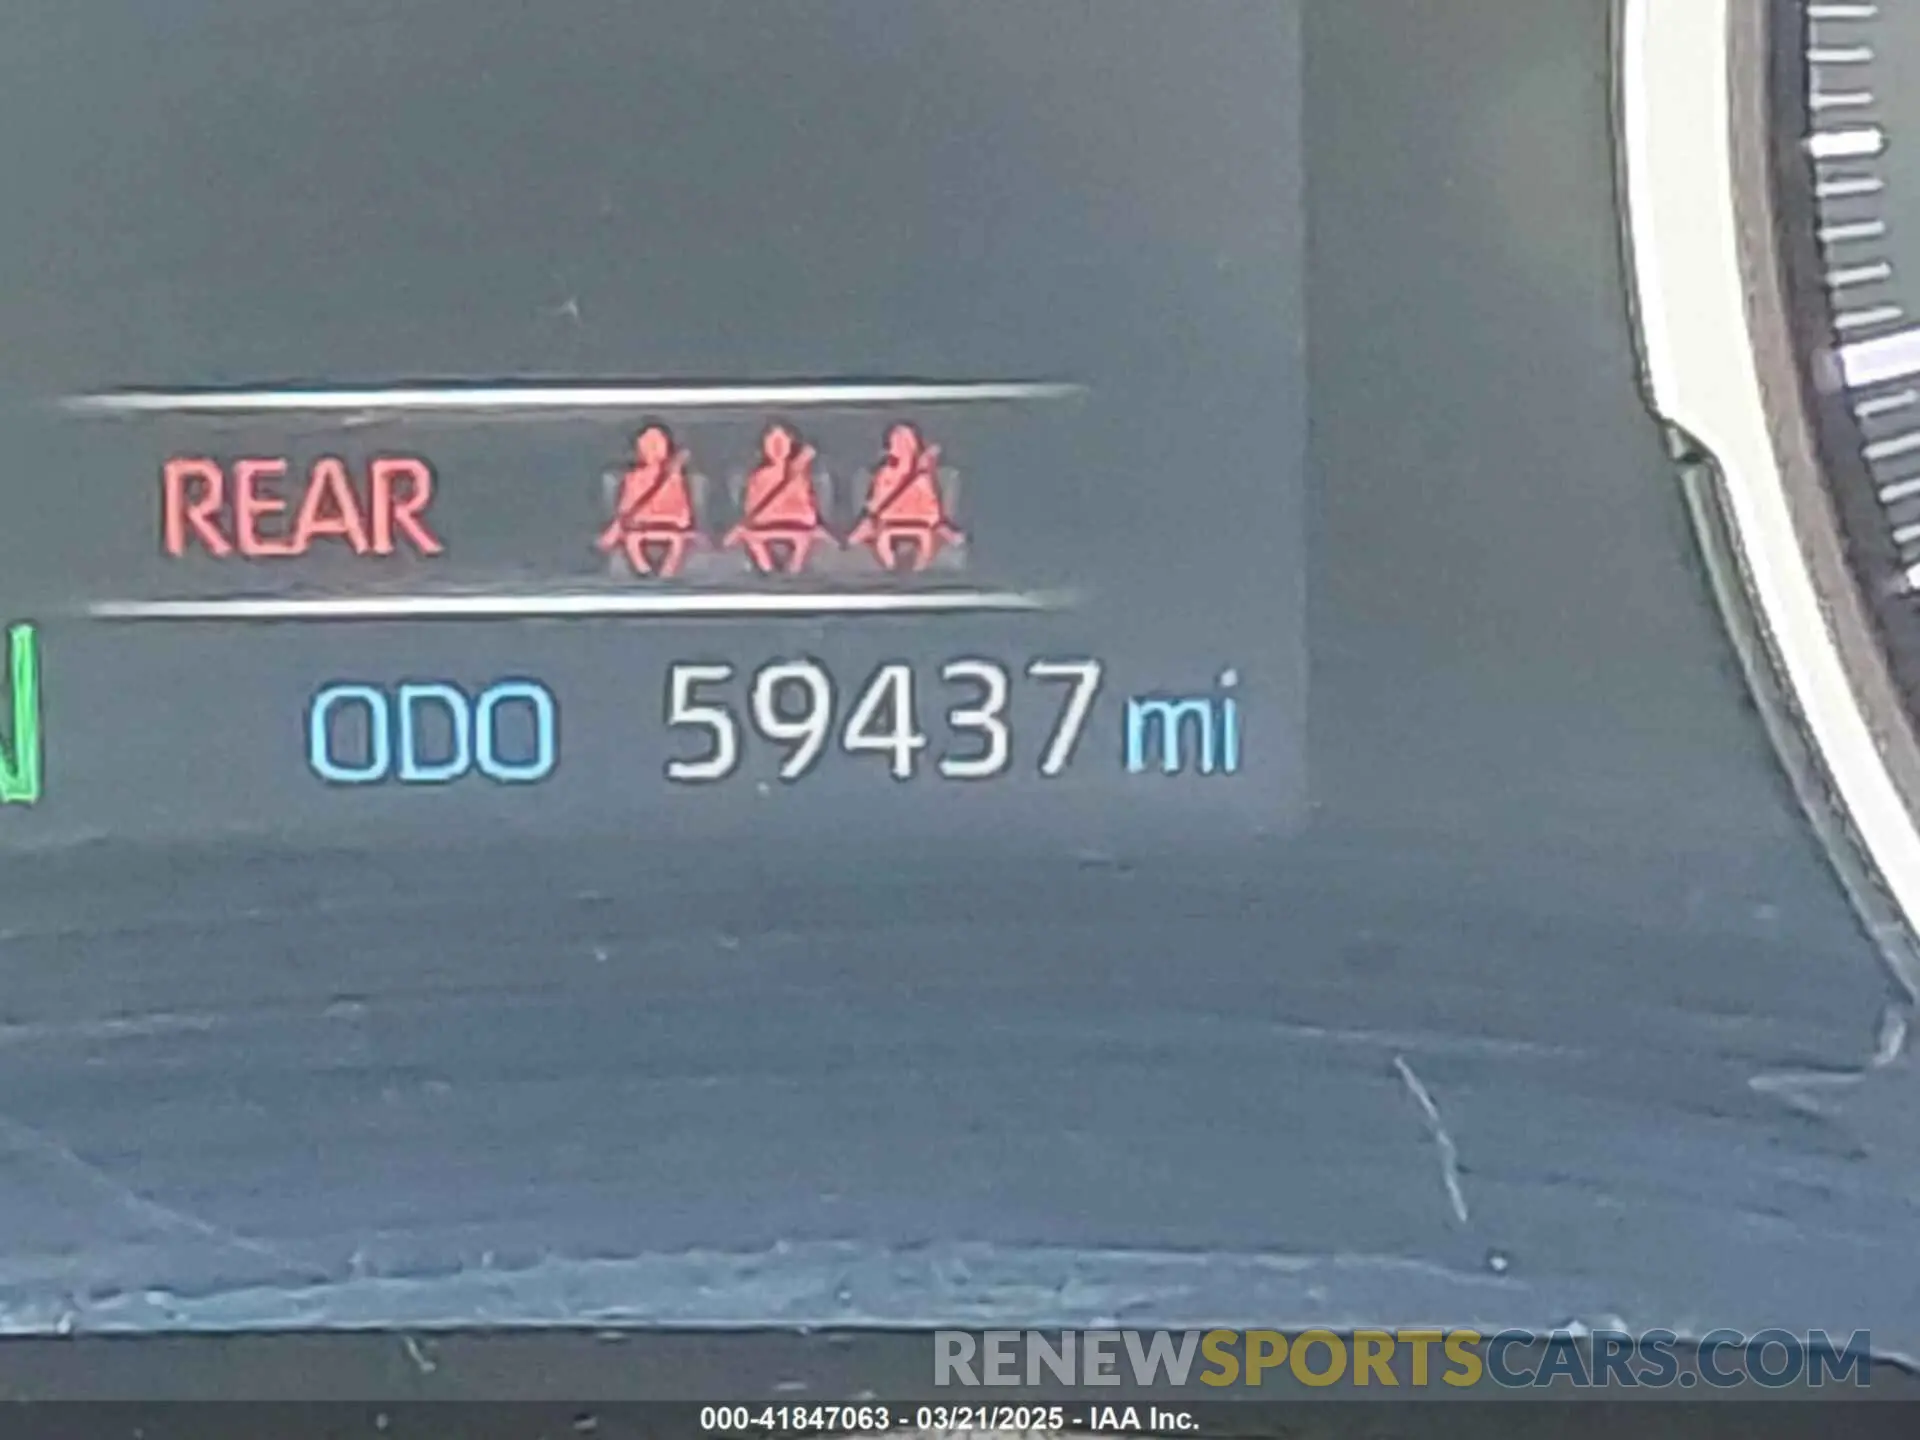 REAR
N ODO 59437 mi
RENEWSPORTSCARS.COM
000-41847063 - 03/21/2025 - IAA Inc.